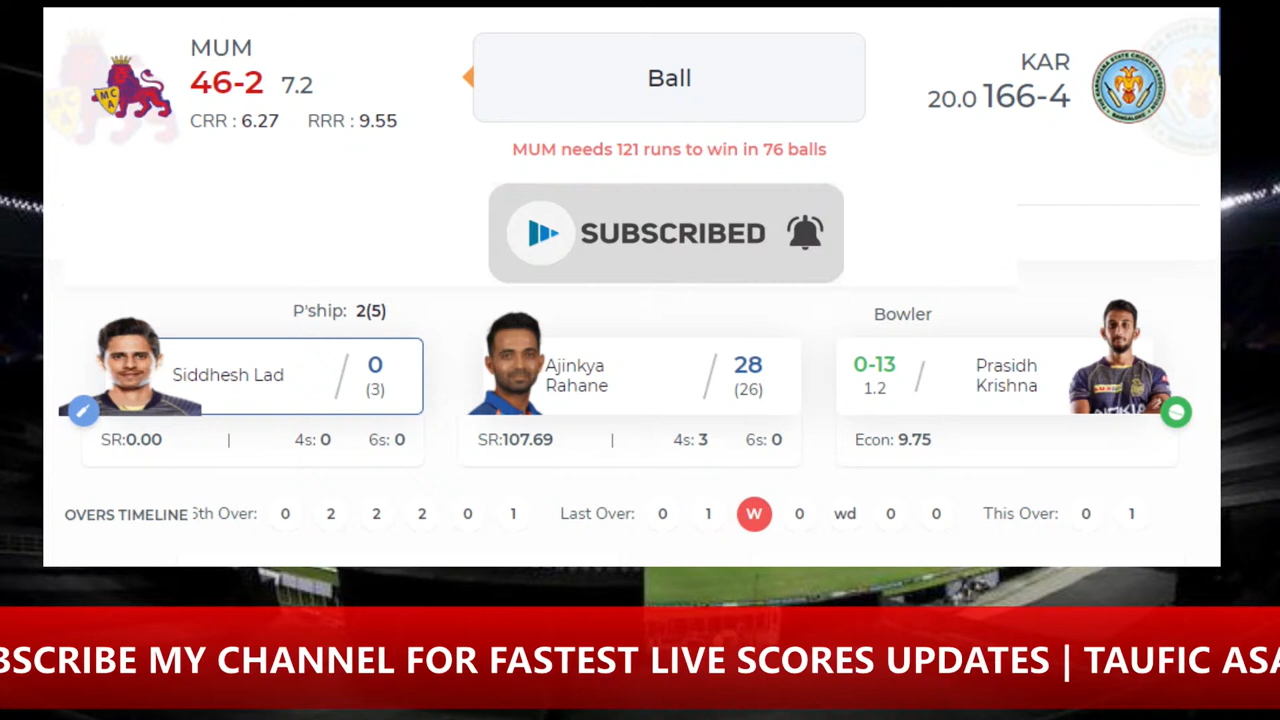 MUM
46-2 7.2
CRR : 6.27 RRR : 9.55
Ball
MUM needs 121 runs to win in 76 balls
KAR
20.0 166-4
SUBSCRIBED
P'ship: 2(5)
Siddhesh Lad 0
(3)
SR:0.00 | 4s: 0 6s: 0
Ajinkya
Rahane
28
(26)
SR:107.69 | 4s: 3 6s: 0
Bowler
0-13
1.2
Prasidh
Krishna
Econ: 9.75
OVERS TIMELINE th Over: 0 2 2 2 0 1 Last Over: 0 1 W 0 wd 0 0 This Over: 0 1
BSCRIBE MY CHANNEL FOR FASTEST LIVE SCORES UPDATES | TAUFIC ASA